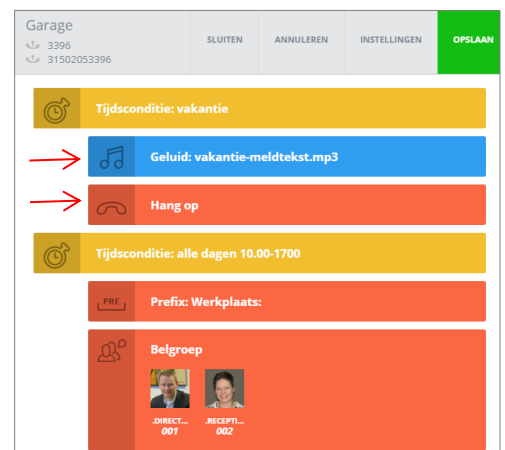 Garage
3396
31502053396
SLUITEN ANNULEREN INSTELLINGEN OPSLAAN
Tijdsconditie: vakantie
Geluid: vakantie-meldtekst.mp3
Hang op
Tijdsconditie: alle dagen 10.00-1700
PRE Prefix: Werkplaats:
Belgroep
.DIRECT... .RECEPTI...
001 002